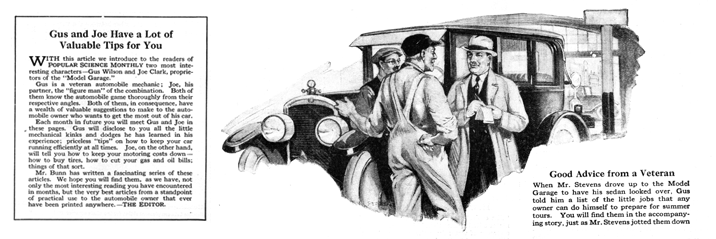 Gus and Joe Have a Lot of
Valuable Tips for You
WITH this article we introduce to the readers of
POPULAR SCIENCE MONTHLY two most inte-
resting characters—Gus Wilson and Joe Clark, proprie-
tors of the "Model Garage."
Gus is a veteran automobile mechanic; Joe, his
partner, the "figure man" of the combination. Both of
them know the automobile game thoroughly from their
respective angles. Both of them, in consequence, have
a wealth of valuable suggestions to make to the auto-
mobile owner who wants to get the most out of his car.
Each month in future you will meet Gus and Joe in
these pages. Gus will disclose to you all the little
mechanical kinks and dodges he has learned in his
experience; priceless "tips" on how to keep your car
running efficiently at all times. Joe, on the other hand,
will tell you how to keep your motoring costs down—
how to buy tires, how to cut your gas and oil bills;
things of that sort.
Mr. Bunn has written a fascinating series of these
articles. We hope you will find them, as we have, not
only the most interesting reading you have encountered
in months, but the very best articles from a standpoint
of practical use to the automobile owner that ever
have been printed anywhere.—THE EDITOR.
Good Advice from a Veteran
When Mr. Stevens drove up to the Model
Garage to have his sedan looked over, Gus
told him a list of the little jobs that any
owner can do himself to prepare for summer
tours. You will find them in the accompany-
ing story, just as Mr. Stevens jotted them down